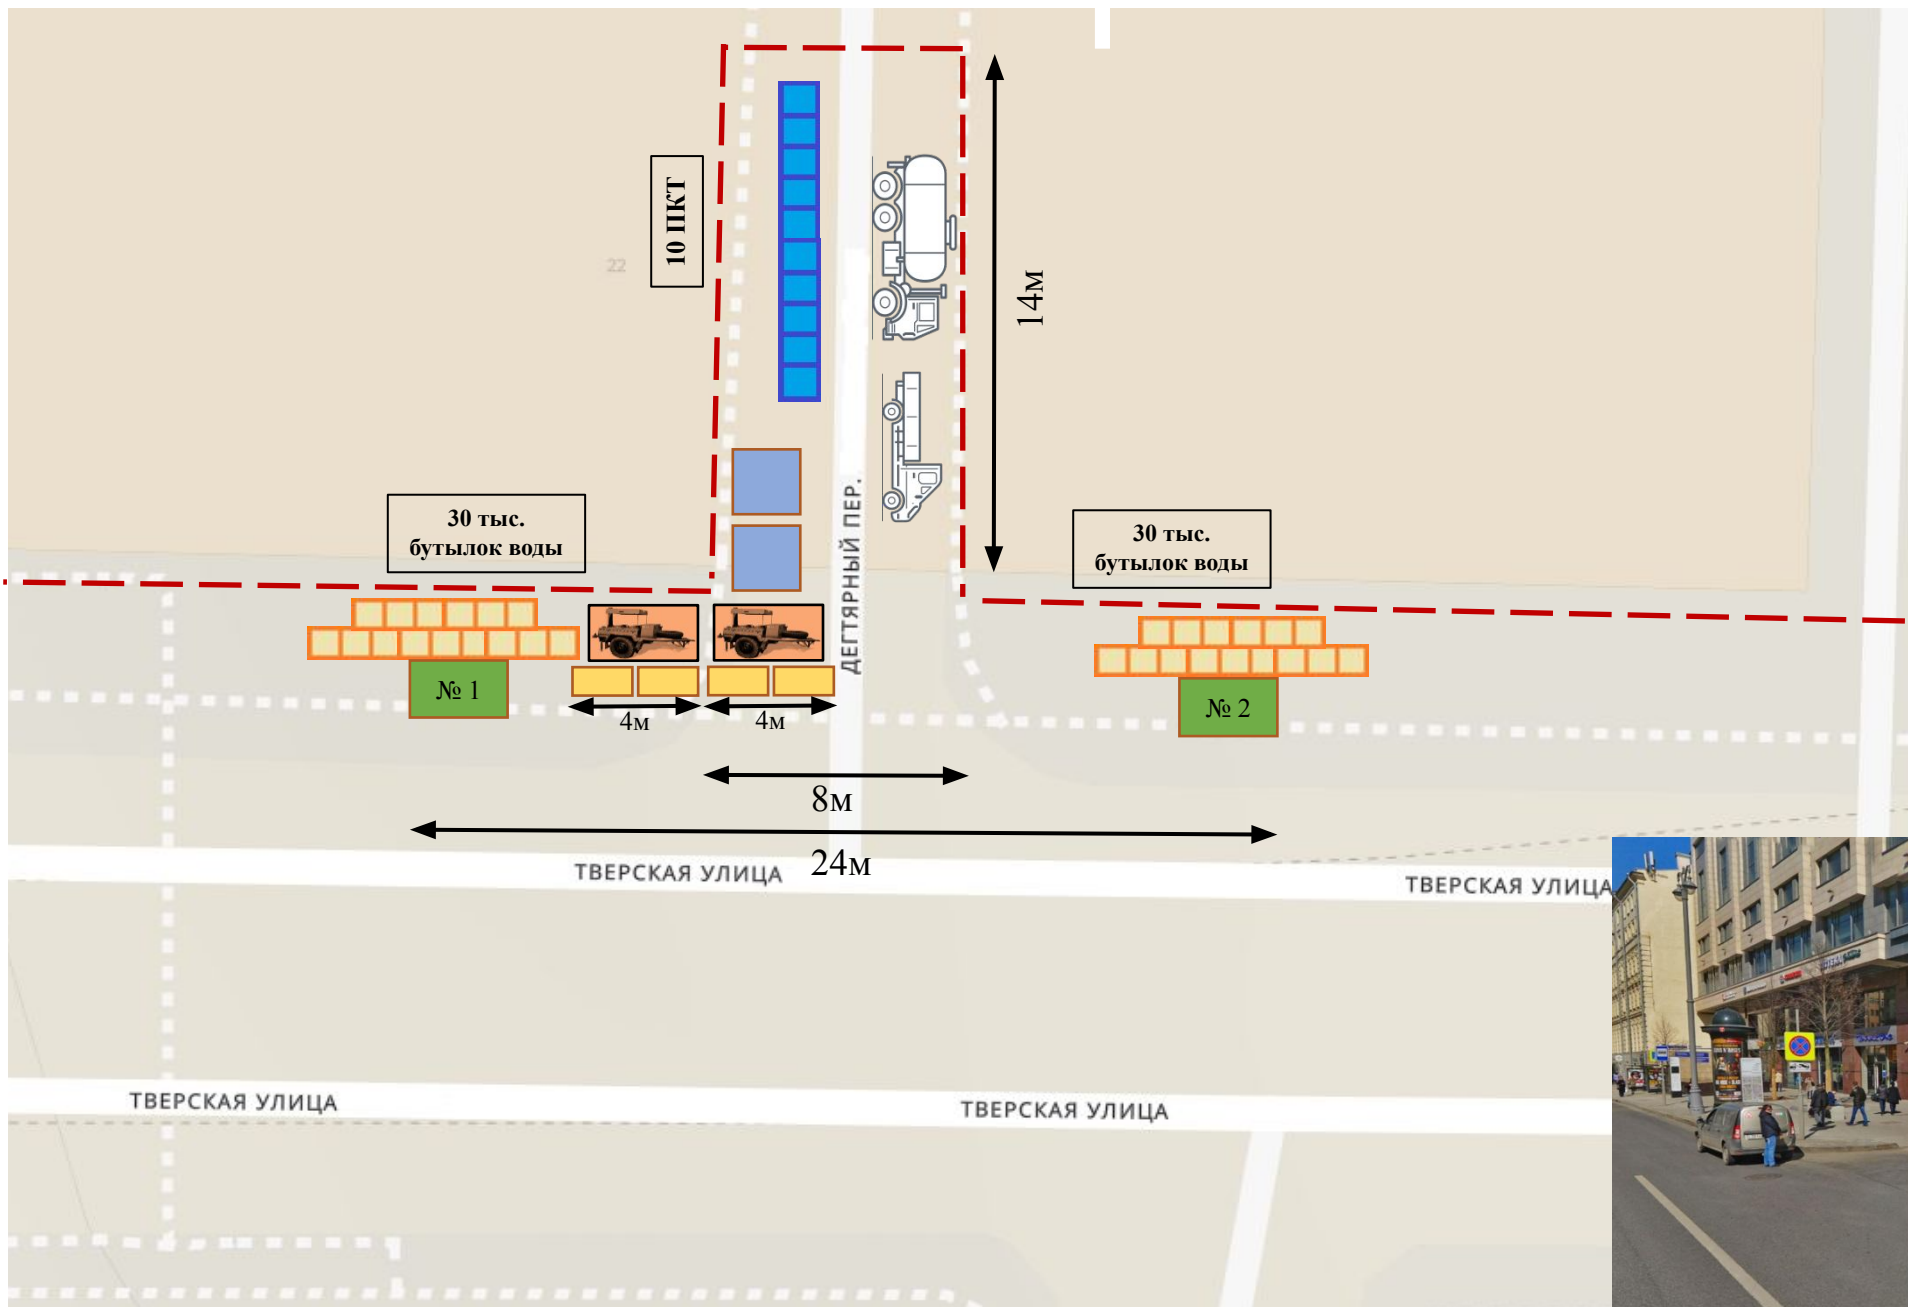 10 ПКТ
22
14м
30 тыс.
бутылок воды
30 тыс.
бутылок воды
ДЕГТЯРНЫЙ ПЕР.
№ 1
№ 2
4м
4м
8м
24м
ТВЕРСКАЯ УЛИЦА
ТВЕРСКАЯ УЛИЦА
ТВЕРСКАЯ УЛИЦА
ТВЕРСКАЯ УЛИЦА